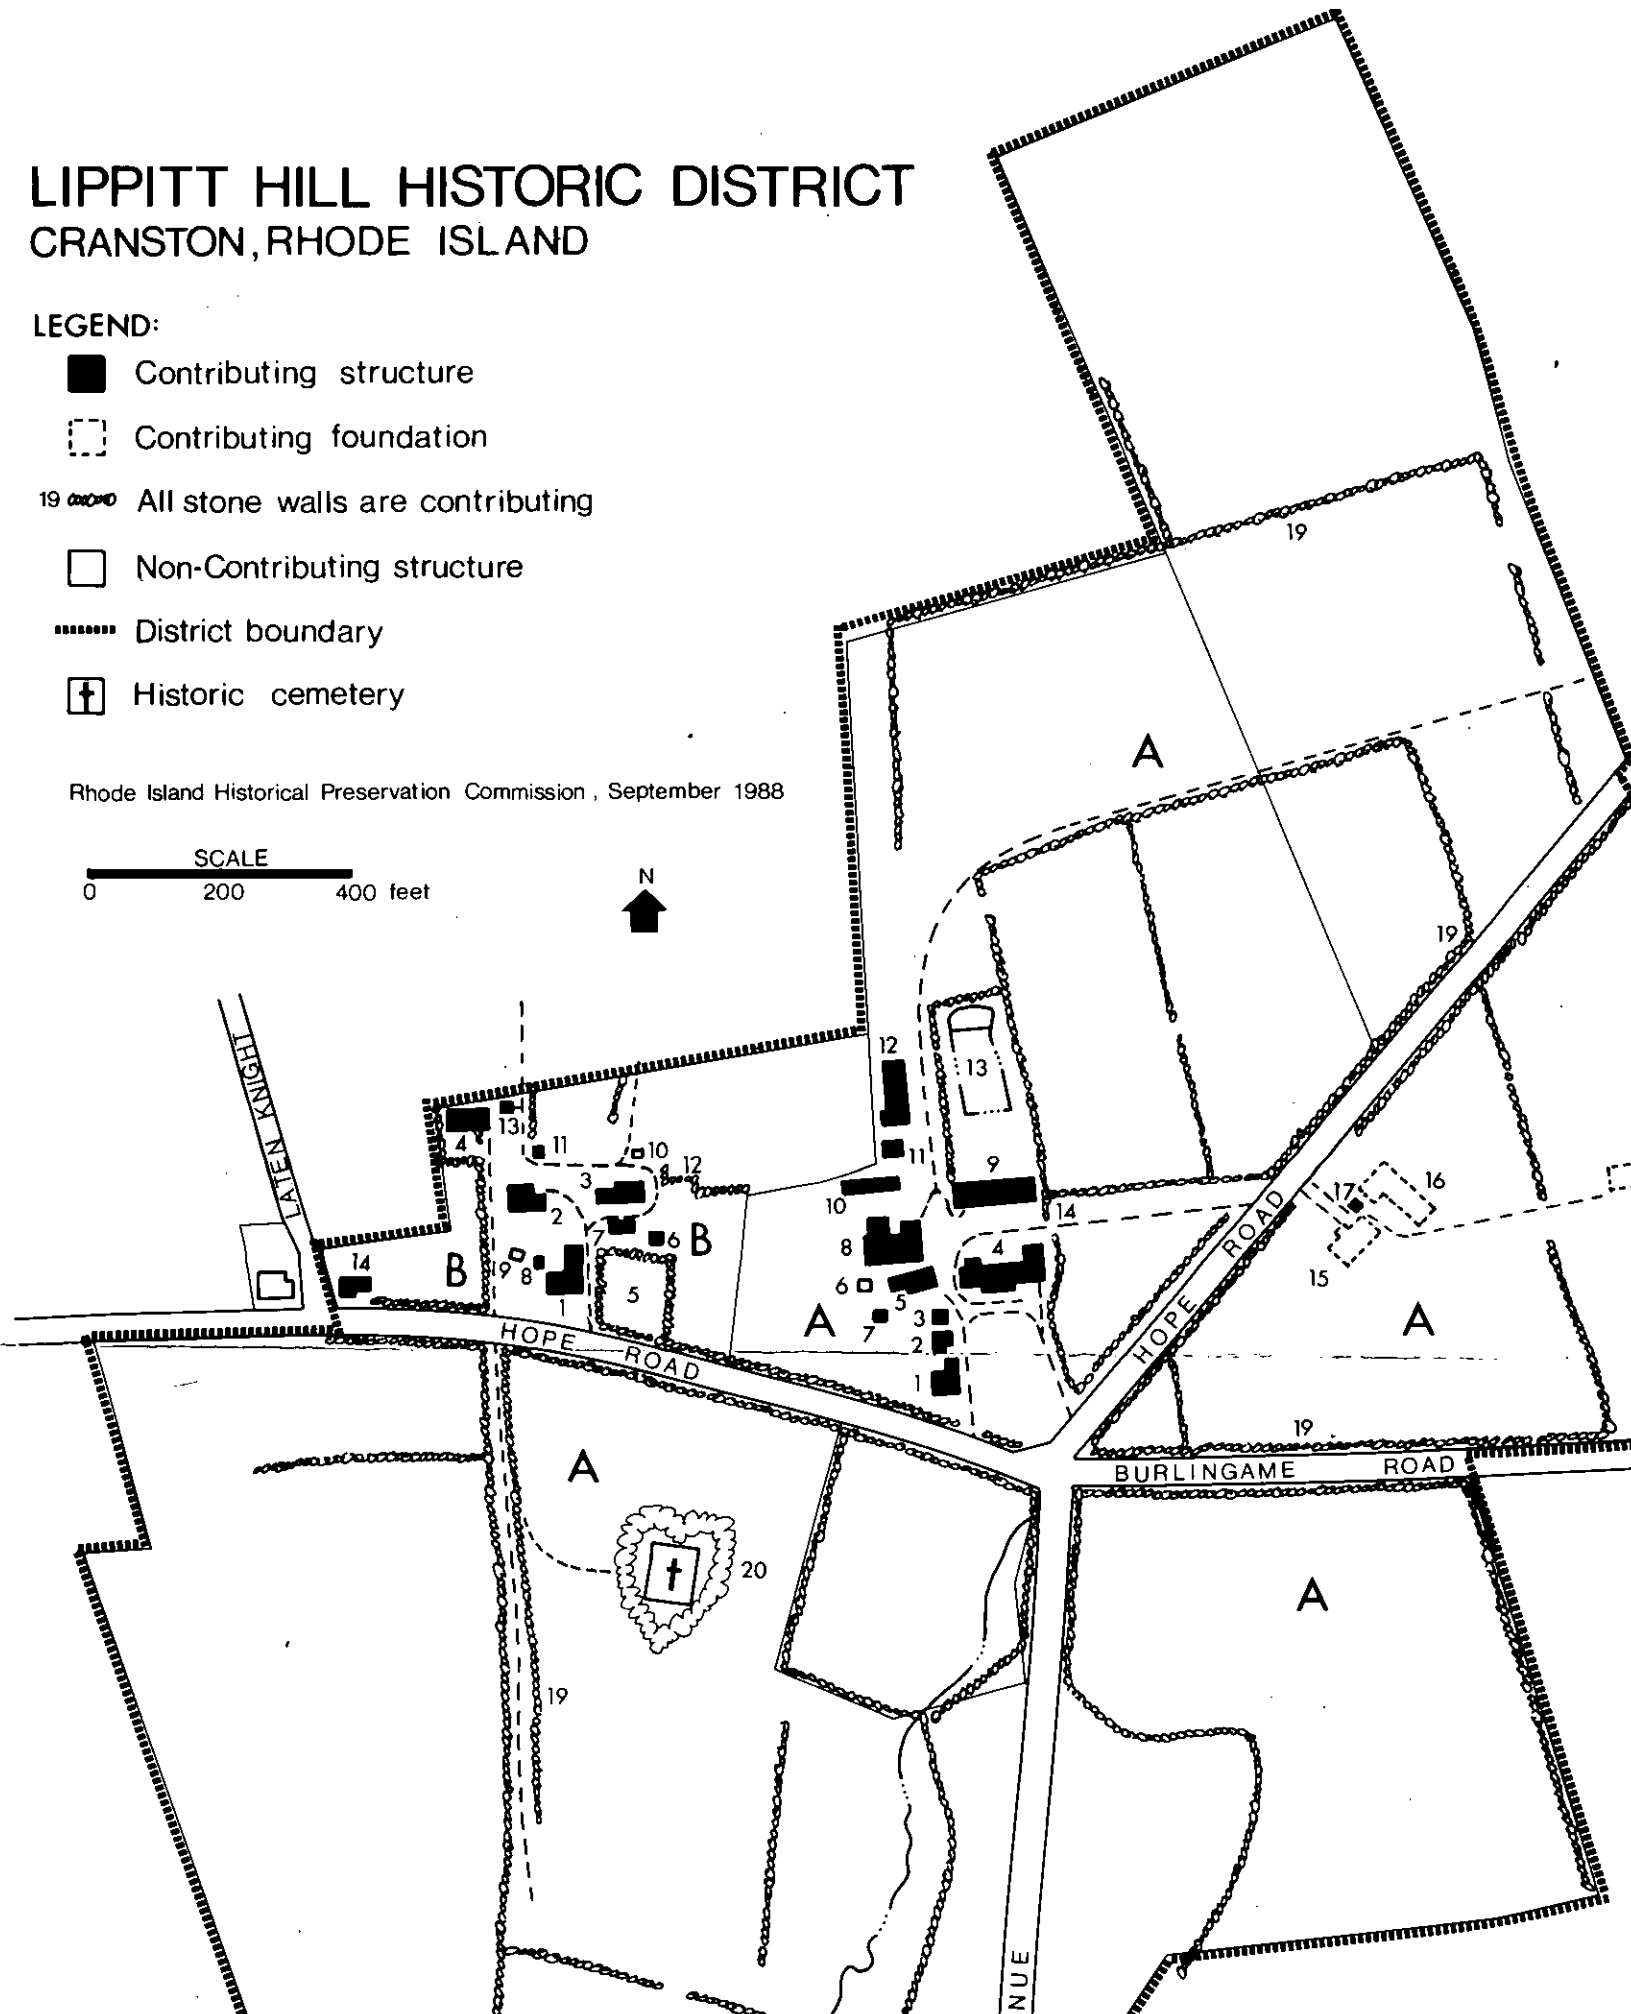 LIPPITT HILL HISTORIC DISTRICT
CRANSTON, RHODE ISLAND
LEGEND:
Contributing structure
Contributing foundation
19 All stone walls are contributing
Non-Contributing structure
District boundary
Historic cemetery
Rhode Island Historical Preservation Commission, September 1988
SCALE
0 200 400 feet
N
19
A
19
LATEN KNIGHT
12
13
13
4
11
10
12
3
2
11
9
10
14
17
16
7
6
B
8
4
14
B
9
8
5
1
6
5
7
3
2
1
A
15
A
HOPE ROAD
HOPE ROAD
19
BURLINGAME ROAD
A
20
A
19
NUE